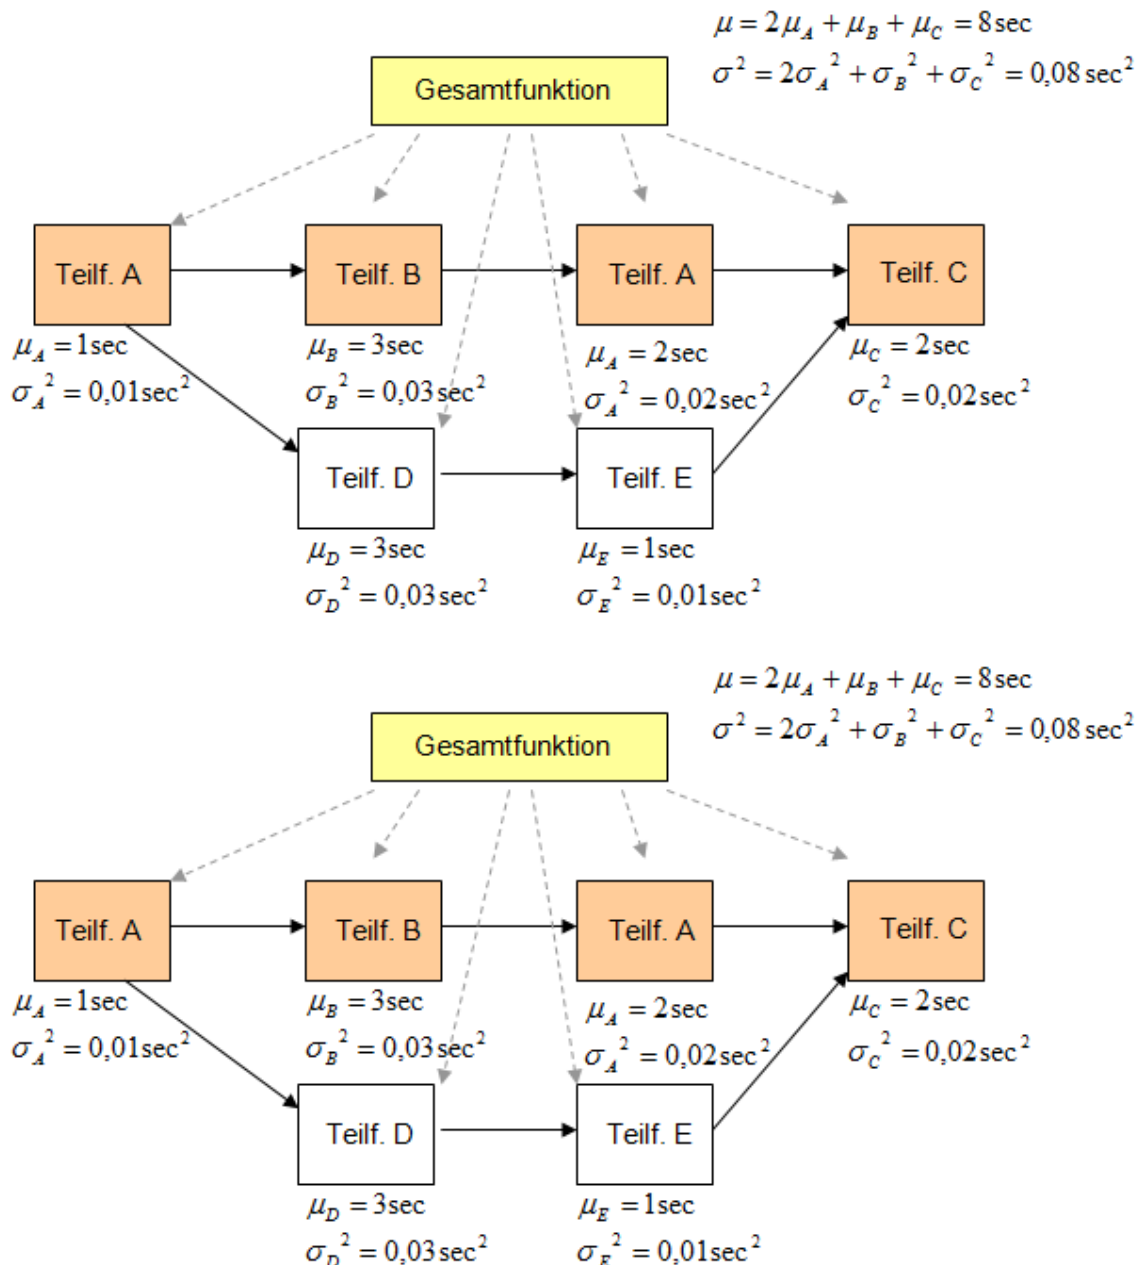 μ = 2μ_A + μ_B + μ_C = 8sec
σ² = 2σ_A² + σ_B² + σ_C² = 0,08 sec²
Gesamtfunktion
Teilf. A
Teilf. B
Teilf. A
Teilf. C
μ_A = 1sec
σ_A² = 0,01sec²
μ_B = 3sec
σ_B² = 0,03sec²
μ_A = 2sec
σ_A² = 0,02sec²
μ_C = 2sec
σ_C² = 0,02sec²
Teilf. D
Teilf. E
μ_D = 3sec
σ_D² = 0,03sec²
μ_E = 1sec
σ_E² = 0,01sec²
μ = 2μ_A + μ_B + μ_C = 8sec
σ² = 2σ_A² + σ_B² + σ_C² = 0,08 sec²
Gesamtfunktion
Teilf. A
Teilf. B
Teilf. A
Teilf. C
μ_A = 1sec
σ_A² = 0,01sec²
μ_B = 3sec
σ_B² = 0,03sec²
μ_A = 2sec
σ_A² = 0,02sec²
μ_C = 2sec
σ_C² = 0,02sec²
Teilf. D
Teilf. E
μ_D = 3sec
σ_D² = 0,03sec²
μ_E = 1sec
σ_E² = 0,01sec²